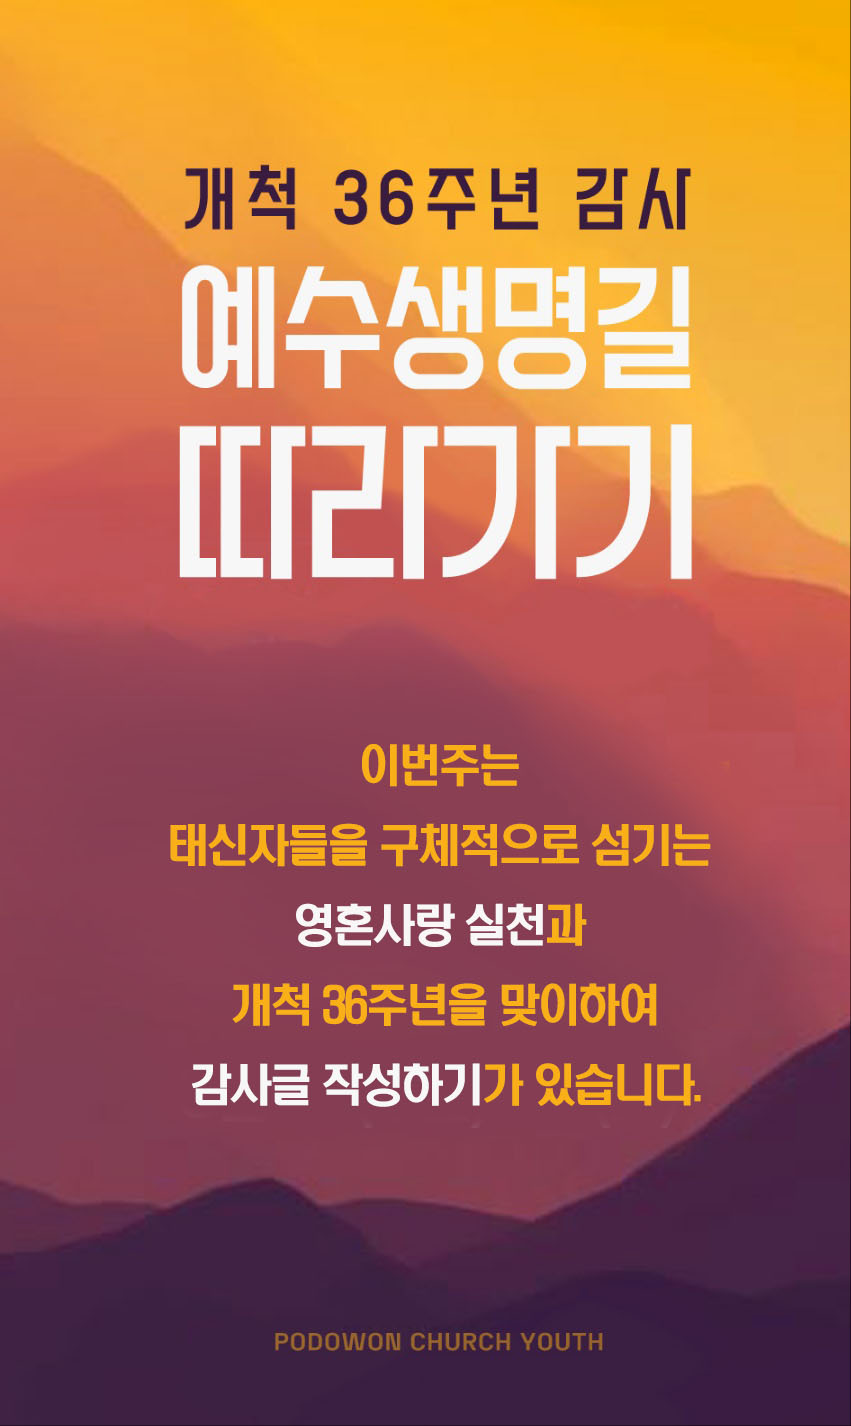 개척 36주년 감사
예수생명길
따라가기
이번주는
태신자들을 구체적으로 섬기는
영혼사랑 실천과
개척 36주년을 맞이하여
감사글 작성하기가 있습니다.
PODOWON CHURCH YOUTH